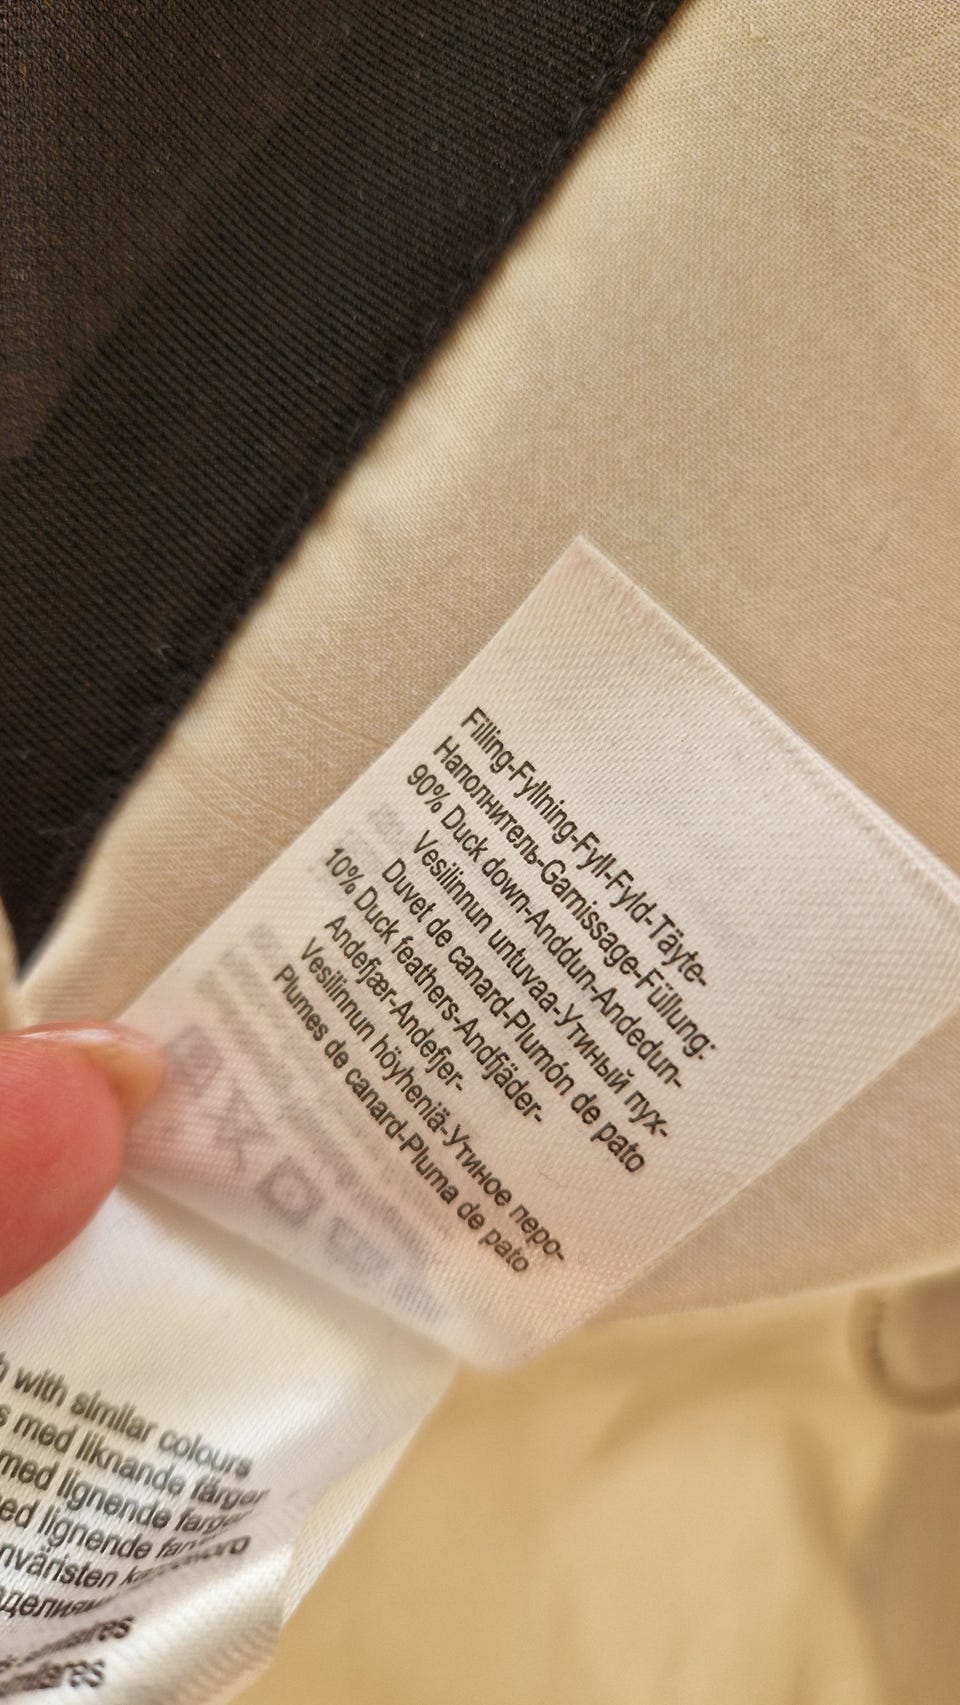 Filling-Fyllning-Fyll-Fyld-Täyte-
Наполнитель-Garnissage-Füllung:
90% Duck down-Anddun-Andedun-
Vesilinnun untuvaa-Утиный пух-
Duvet de canard-Plumón de pato
10% Duck feathers-Andfjäder-
Andefjær-Andefjer-
Vesilinnun höyheniä-Утиное перо-
Plumes de canard-Pluma de pato
with similar colours
med liknande färger
med lignende farger
lignende